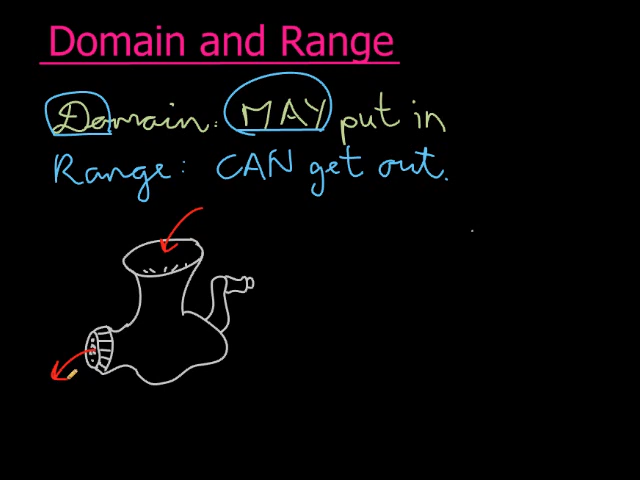 Domain and Range
Domain: MAY put in
Range: CAN get out.